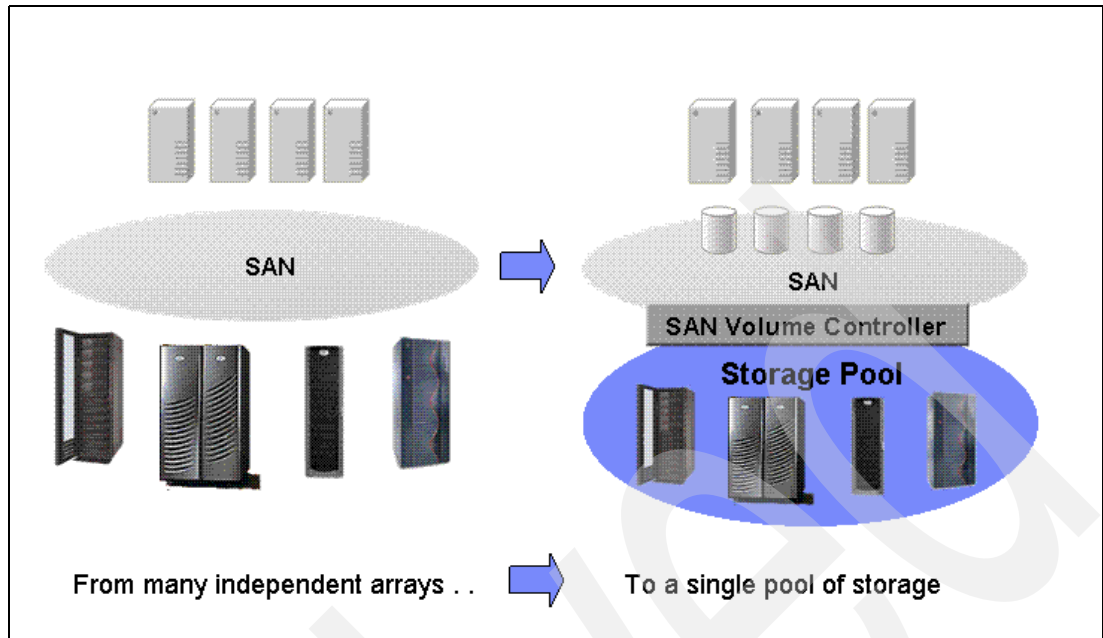 SAN
SAN
SAN Volume Controller
Storage Pool
From many independent arrays . .
To a single pool of storage